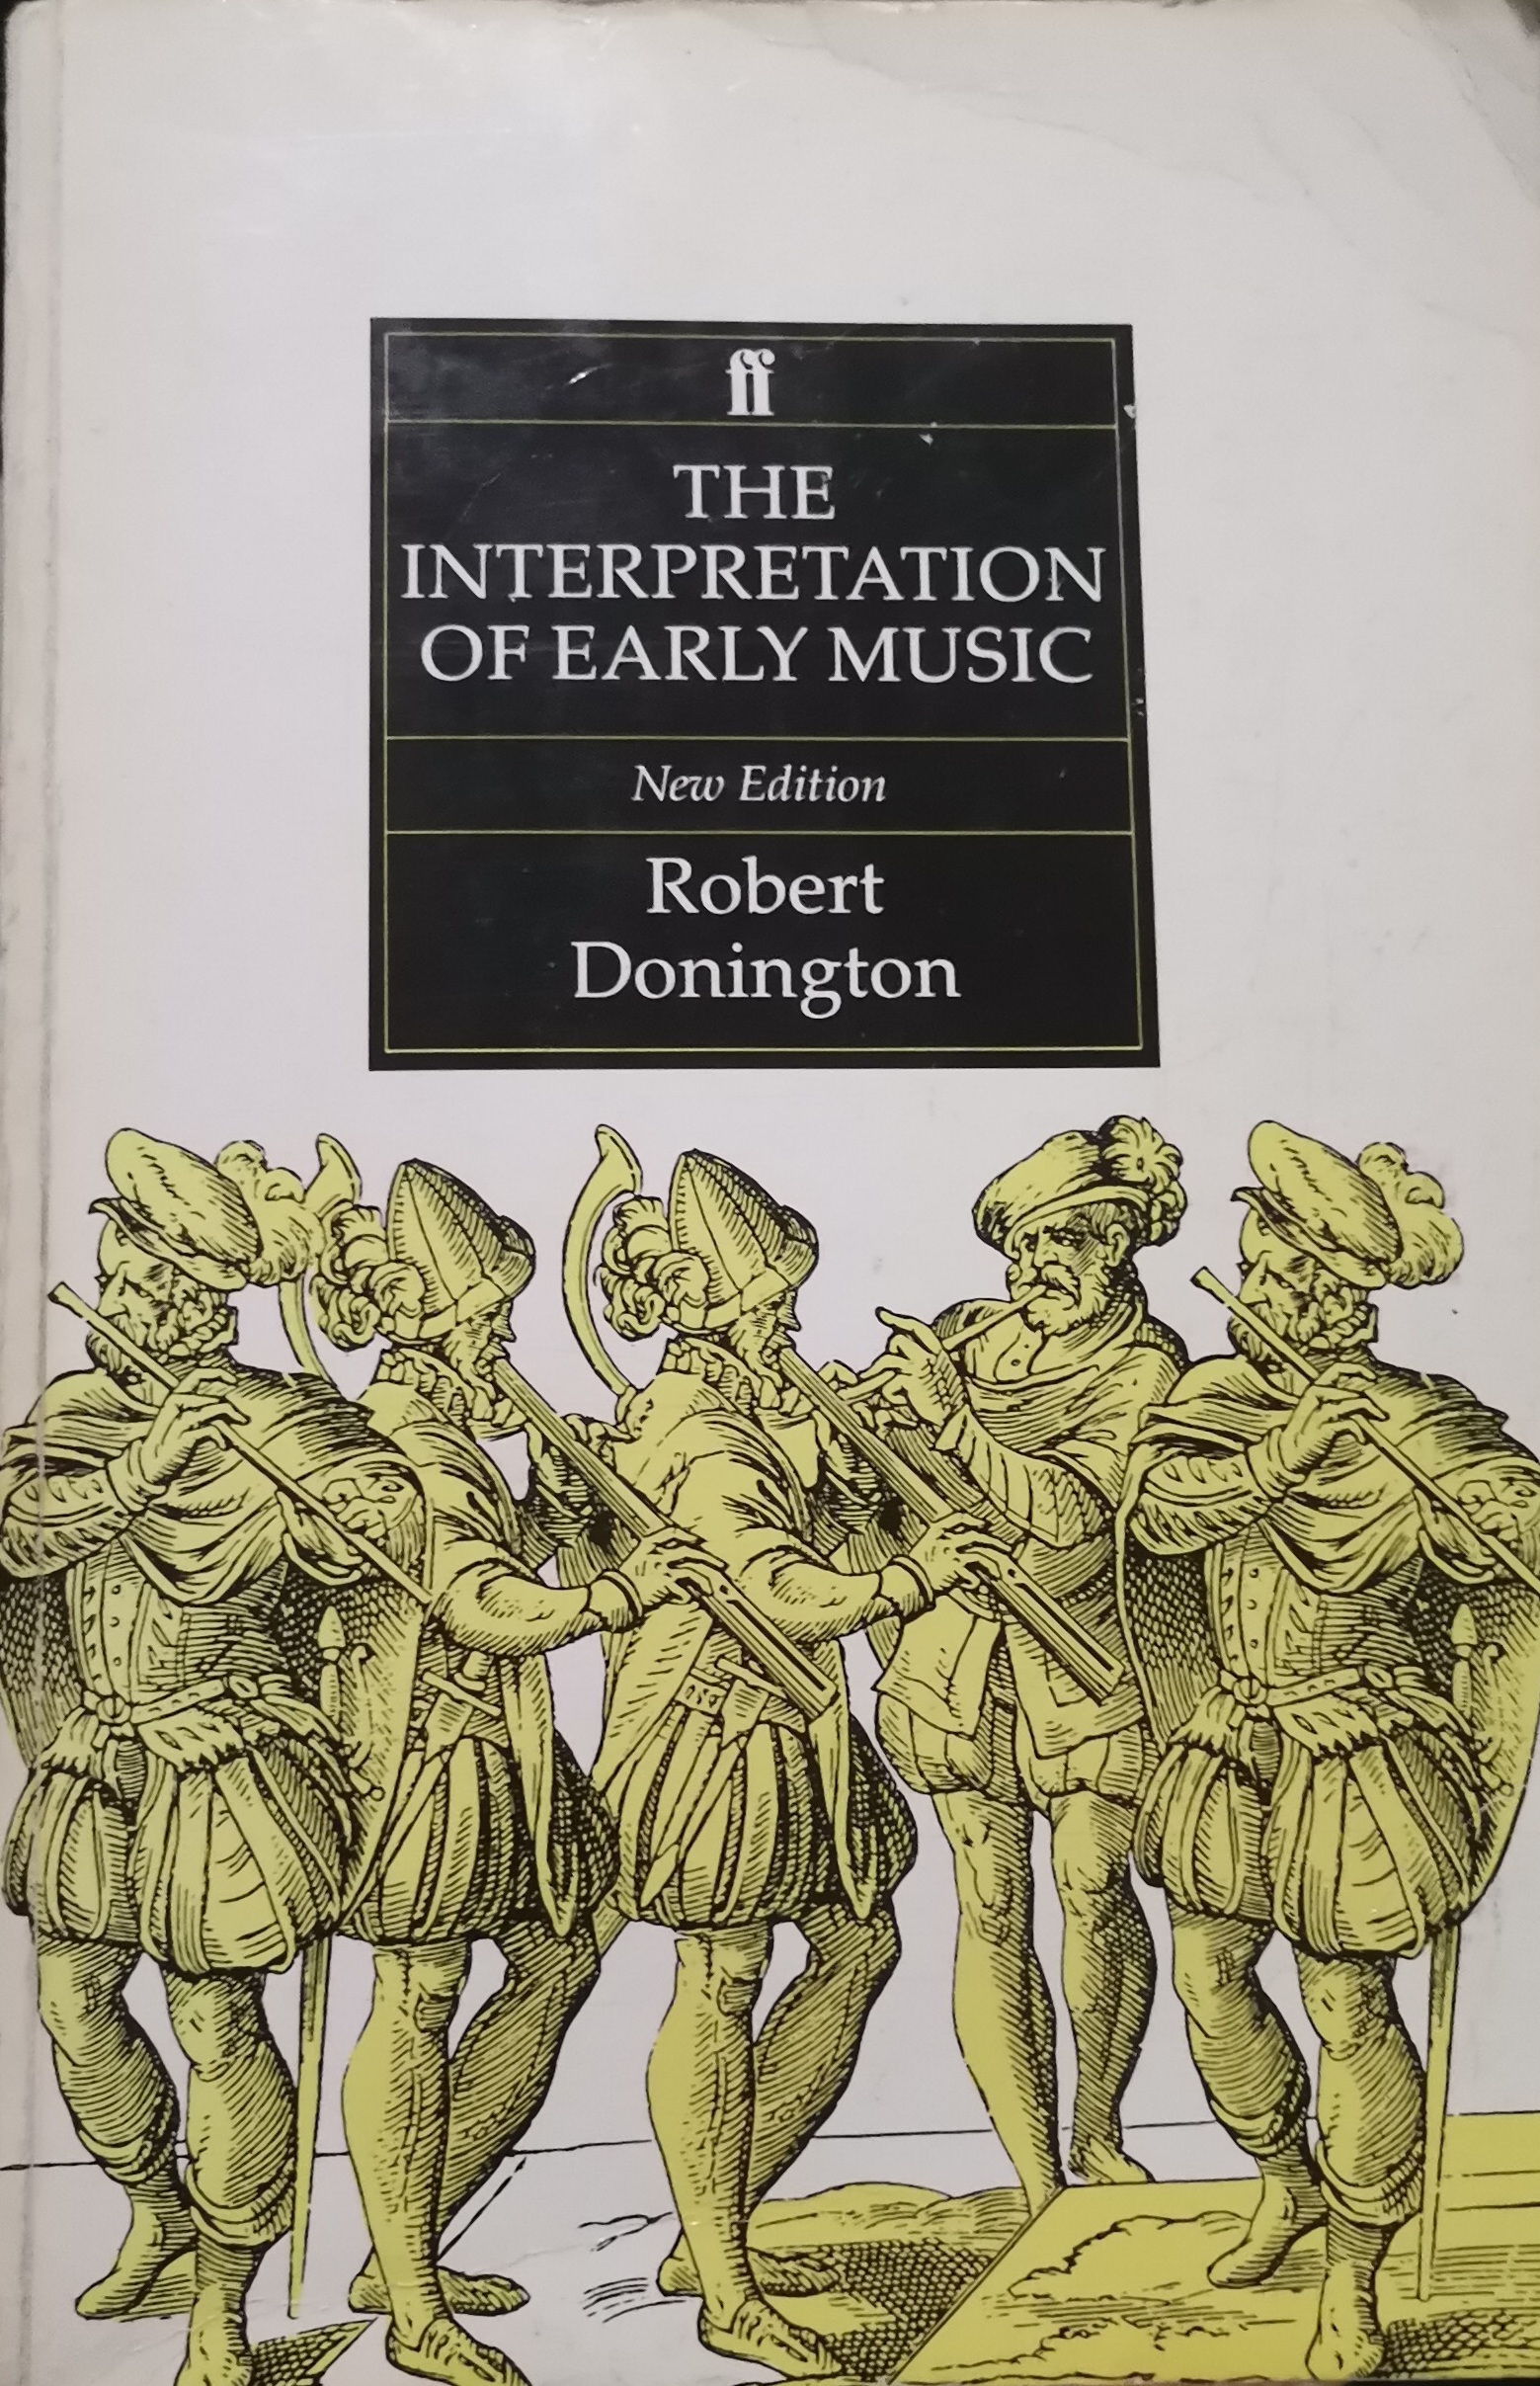 ff
THE
INTERPRETATION
OF EARLY MUSIC
New Edition
Robert
Donington